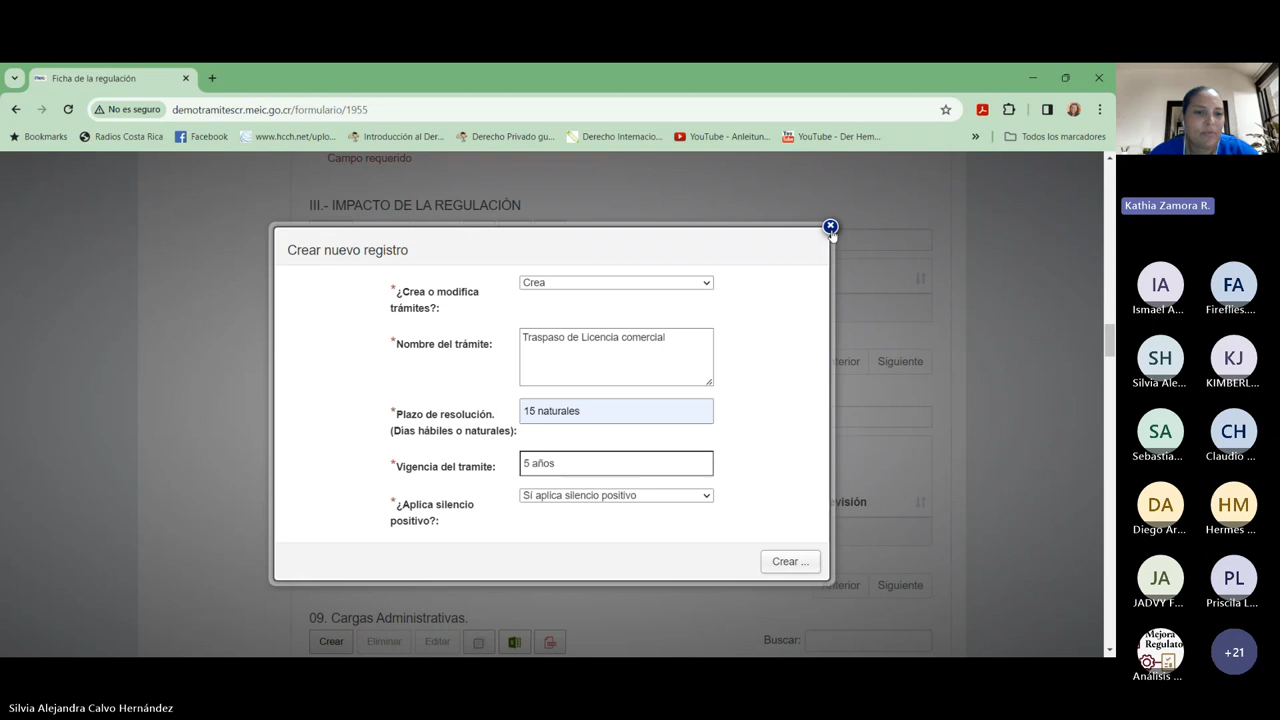 Ficha de la regulación
No es seguro demotramitescr.meic.go.cr/formulario/1955
Bookmarks Radios Costa Rica Facebook www.hcch.net/uplo... Introducción al Der... Derecho Privado gu... Derecho Internacio... YouTube - Anleitun... YouTube - Der Hem... » Todos los marcadores
Campo requerido
III.- IMPACTO DE LA REGULACIÓN
Crear nuevo registro
*¿Crea o modifica trámites?: Crea
*Nombre del trámite: Traspaso de Licencia comercial
*Plazo de resolución. (Dias hábiles o naturales): 15 naturales
*Vigencia del tramite: 5 años
*¿Aplica silencio positivo?: Sí aplica silencio positivo
Crear ...
erior Siguiente
visión
Anterior Siguiente
09. Cargas Administrativas.
Crear Eliminar Editar Buscar:
Kathia Zamora R.
IA FA
Ismael A... Fireflies....
SH KJ
Silvia Ale... KIMBERL...
SA CH
Sebastia... Claudio ...
DA HM
Diego Ar... Hermes ...
JA PL
JADVY F... Priscila L...
Mejora
Regulato
+21
Análisis ...
Silvia Alejandra Calvo Hernández